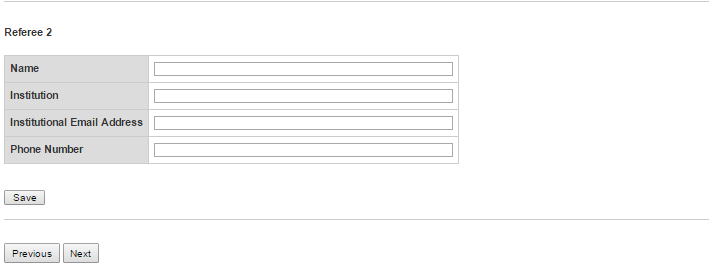 Referee 2
Name
Institution
Institutional Email Address
Phone Number
Save
Previous Next